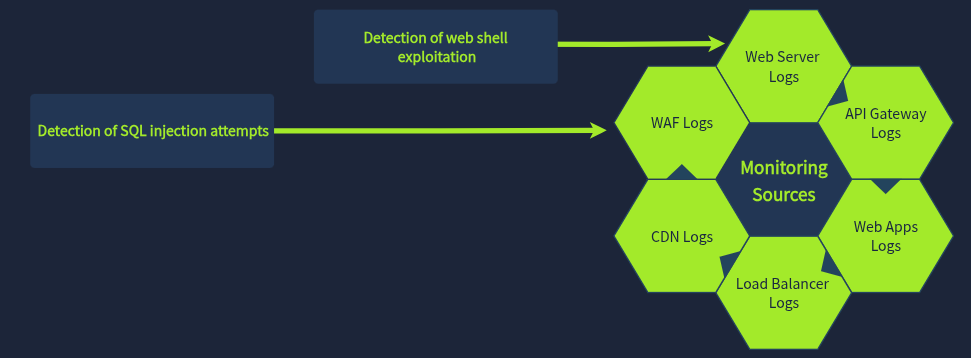 Detection of web shell
exploitation
Detection of SQL injection attempts
Web Server
Logs
WAF Logs
API Gateway
Logs
Monitoring
Sources
CDN Logs
Web Apps
Logs
Load Balancer
Logs